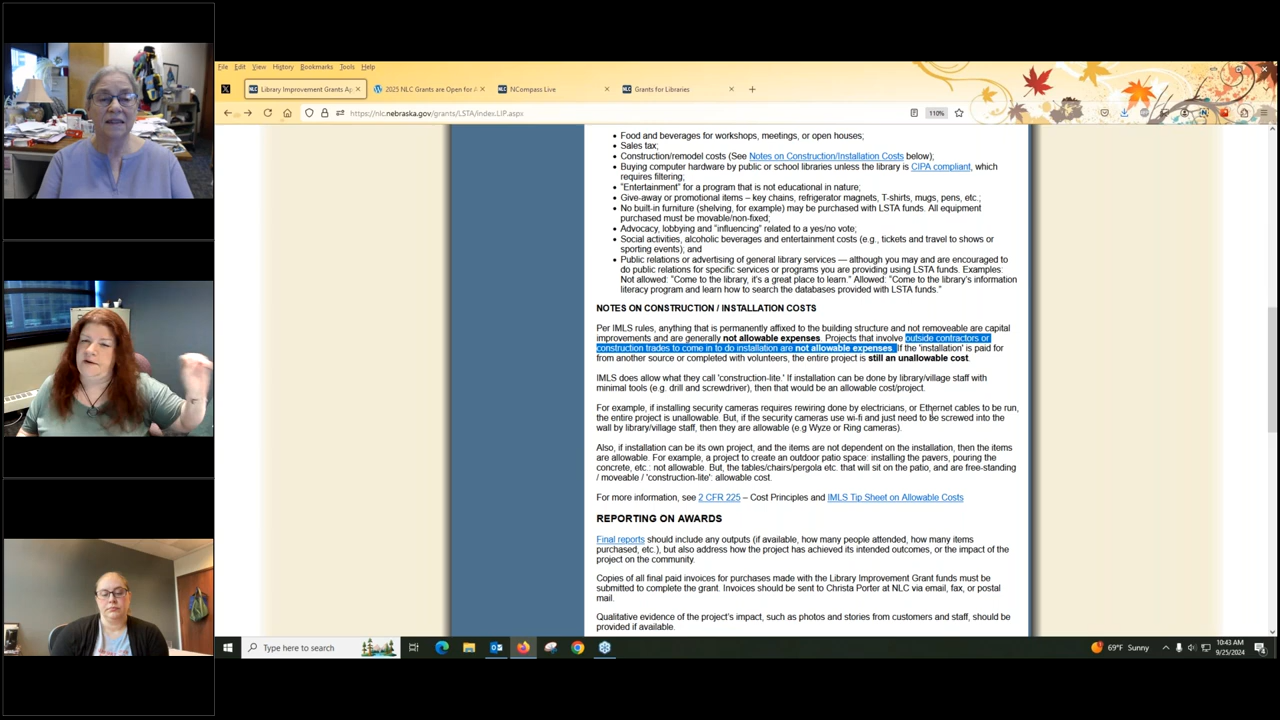 File Edit View History Bookmarks Tools Help
Library Improvement Grants Ap 2025 NLC Grants are Open for A NCompass Live Grants for Libraries
https://nlc.nebraska.gov/grants/LSTA/Index.LIP.aspx 110%
• Food and beverages for workshops, meetings, or open houses;
• Sales tax;
• Construction/remodel costs (See Notes on Construction/Installation Costs below);
• Buying computer hardware by public or school libraries unless the library is CIPA compliant, which
requires filtering;
• "Entertainment" for a program that is not educational in nature;
• Give-away or promotional items – key chains, refrigerator magnets, T-shirts, mugs, pens, etc.;
• No built-in furniture (shelving, for example) may be purchased with LSTA funds. All equipment
purchased must be movable/non-fixed;
• Advocacy, lobbying and "influencing" related to a yes/no vote;
• Social activities, alcoholic beverages and entertainment costs (e.g., tickets and travel to shows or
sporting events); and
• Public relations or advertising of general library services — although you may and are encouraged to
do public relations for specific services or programs you are providing using LSTA funds. Examples:
Not allowed: "Come to the library, it's a great place to learn." Allowed: "Come to the library's information
literacy program and learn how to search the databases provided with LSTA funds."
NOTES ON CONSTRUCTION / INSTALLATION COSTS
Per IMLS rules, anything that is permanently affixed to the building structure and not removeable are capital
improvements and are generally not allowable expenses. Projects that involve outside contractors or
construction trades to come in to do installation are not allowable expenses. If the 'installation' is paid for
from another source or completed with volunteers, the entire project is still an unallowable cost.
IMLS does allow what they call 'construction-lite.' If installation can be done by library/village staff with
minimal tools (e.g. drill and screwdriver), then that would be an allowable cost/project.
For example, if installing security cameras requires rewiring done by electricians, or Ethernet cables to be run,
the entire project is unallowable. But, if the security cameras use wi-fi and just need to be screwed into the
wall by library/village staff, then they are allowable (e.g Wyze or Ring cameras).
Also, if installation can be its own project, and the items are not dependent on the installation, then the items
are allowable. For example, a project to create an outdoor patio space: installing the pavers, pouring the
concrete, etc.: not allowable. But, the tables/chairs/pergola etc. that will sit on the patio, and are free-standing
/ moveable / 'construction-lite': allowable cost.
For more information, see 2 CFR 225 – Cost Principles and IMLS Tip Sheet on Allowable Costs
REPORTING ON AWARDS
Final reports should include any outputs (if available, how many people attended, how many items
purchased, etc.), but also address how the project has achieved its intended outcomes, or the impact of the
project on the community.
Copies of all final paid invoices for purchases made with the Library Improvement Grant funds must be
submitted to complete the grant. Invoices should be sent to Christa Porter at NLC via email, fax, or postal
mail.
Qualitative evidence of the project's impact, such as photos and stories from customers and staff, should be
provided if available.
Type here to search 69°F Sunny 10:43 AM
9/25/2024